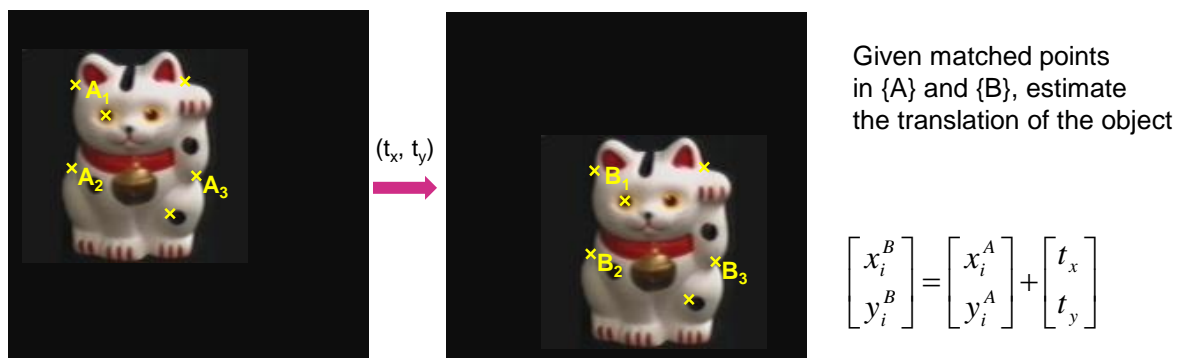 A1
A2
A3
(tx, ty)
B1
B2
B3
Given matched points
in {A} and {B}, estimate
the translation of the object
[x_i^B y_i^B] = [x_i^A y_i^A] + [t_x t_y]